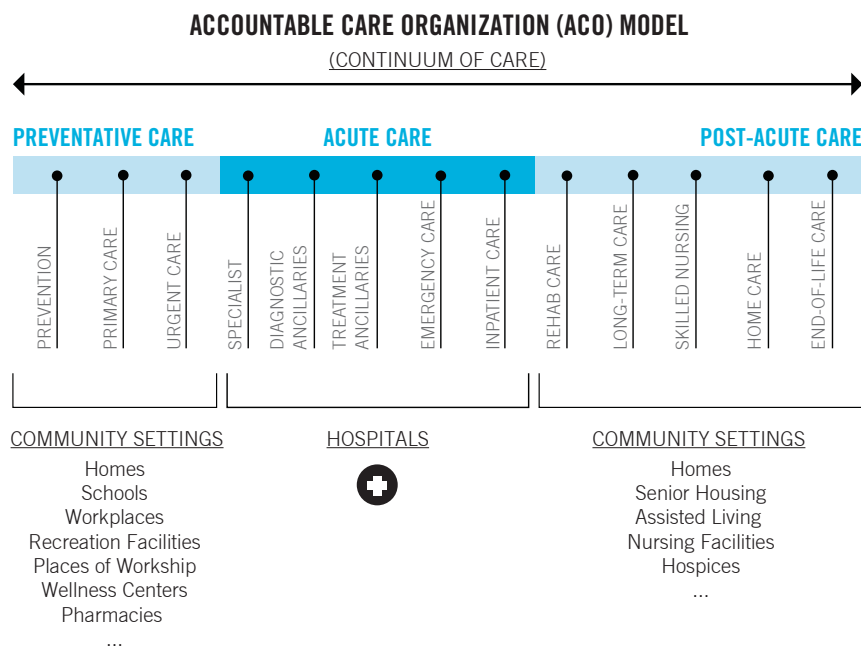 ACCOUNTABLE CARE ORGANIZATION (ACO) MODEL
(CONTINUUM OF CARE)
PREVENTATIVE CARE
ACUTE CARE
POST-ACUTE CARE
PREVENTION
PRIMARY CARE
URGENT CARE
SPECIALIST
DIAGNOSTIC
ANCILLARIES
TREATMENT
ANCILLARIES
EMERGENCY CARE
INPATIENT CARE
REHAB CARE
LONG-TERM CARE
SKILLED NURSING
HOME CARE
END-OF-LIFE CARE
COMMUNITY SETTINGS
Homes
Schools
Workplaces
Recreation Facilities
Places of Workship
Wellness Centers
Pharmacies
...
HOSPITALS
COMMUNITY SETTINGS
Homes
Senior Housing
Assisted Living
Nursing Facilities
Hospices
...